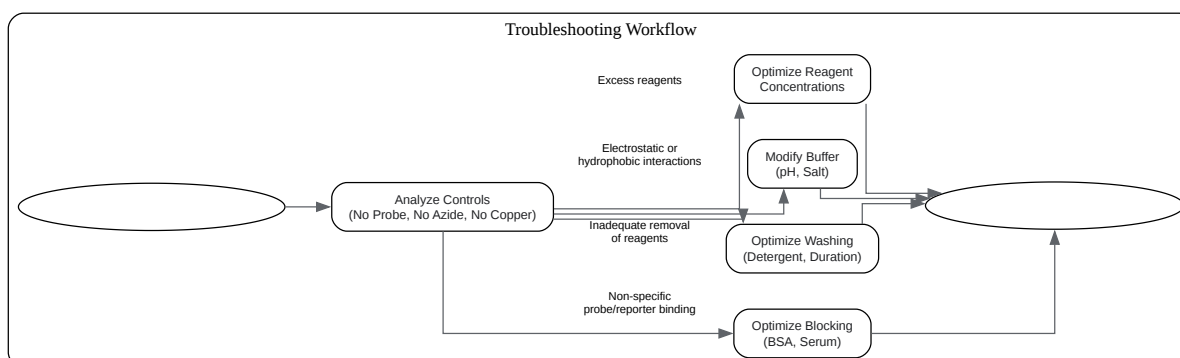 Troubleshooting Workflow
Excess reagents
Optimize Reagent
Concentrations
Electrostatic or
hydrophobic interactions
Modify Buffer
(pH, Salt)
Analyze Controls
(No Probe, No Azide, No Copper)
Inadequate removal
of reagents
Optimize Washing
(Detergent, Duration)
Non-specific
probe/reporter binding
Optimize Blocking
(BSA, Serum)